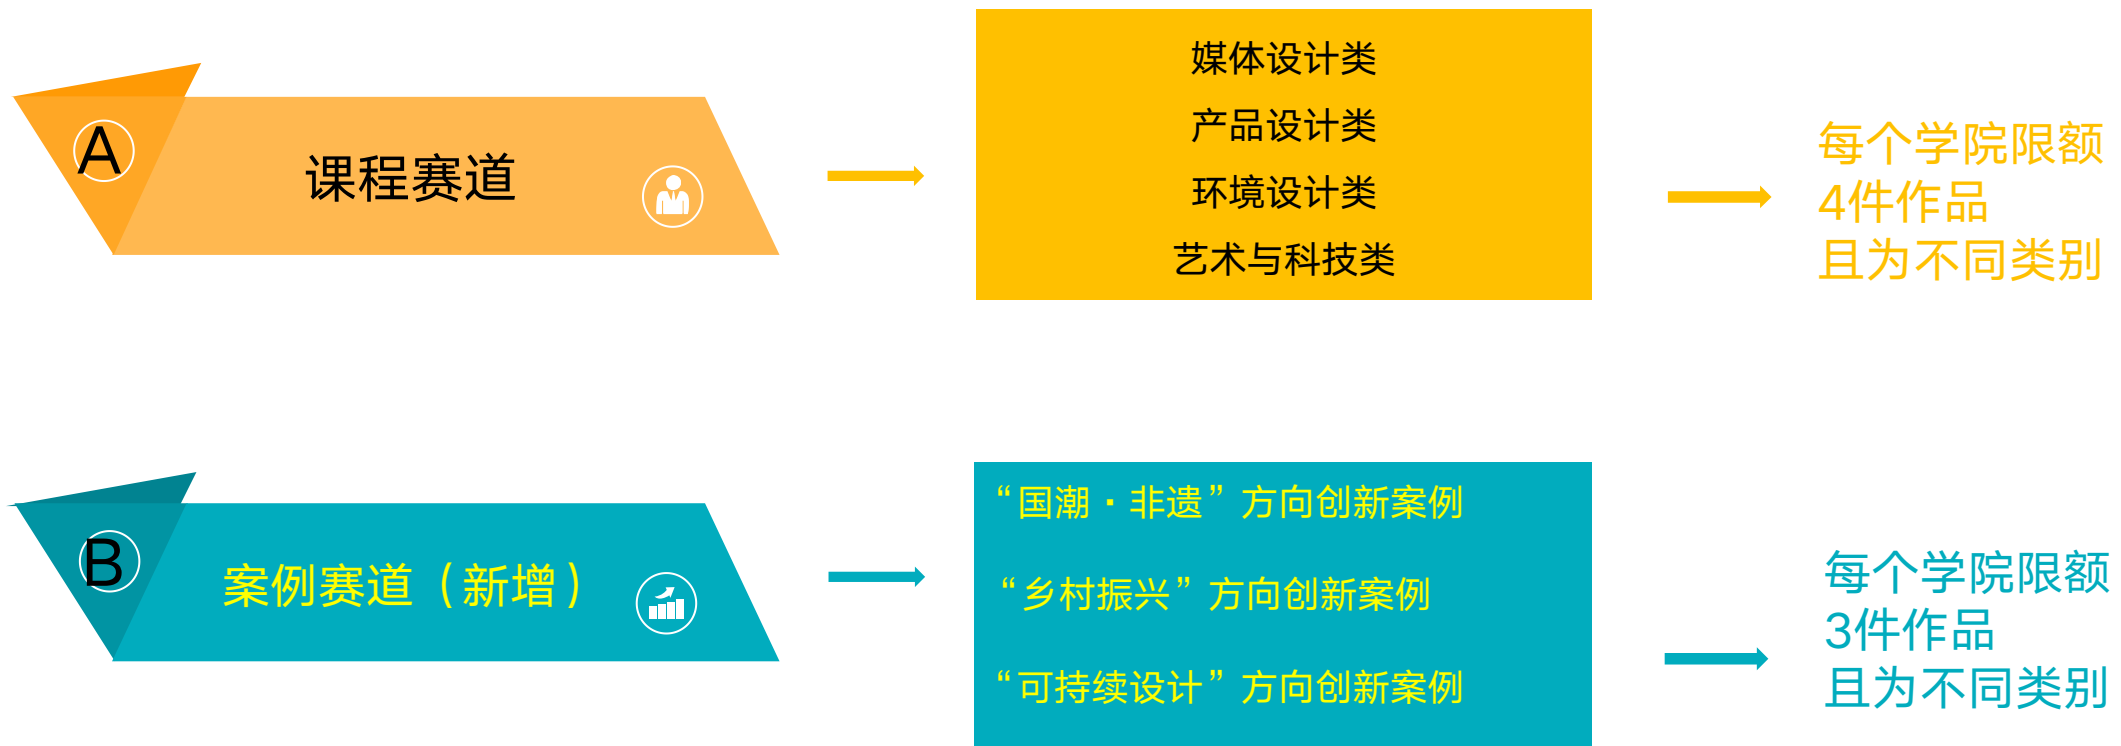 A
课程赛道
媒体设计类
产品设计类
环境设计类
艺术与科技类
每个学院限额
4件作品
且为不同类别
B
案例赛道（新增）
“国潮·非遗”方向创新案例
“乡村振兴”方向创新案例
“可持续设计”方向创新案例
每个学院限额
3件作品
且为不同类别